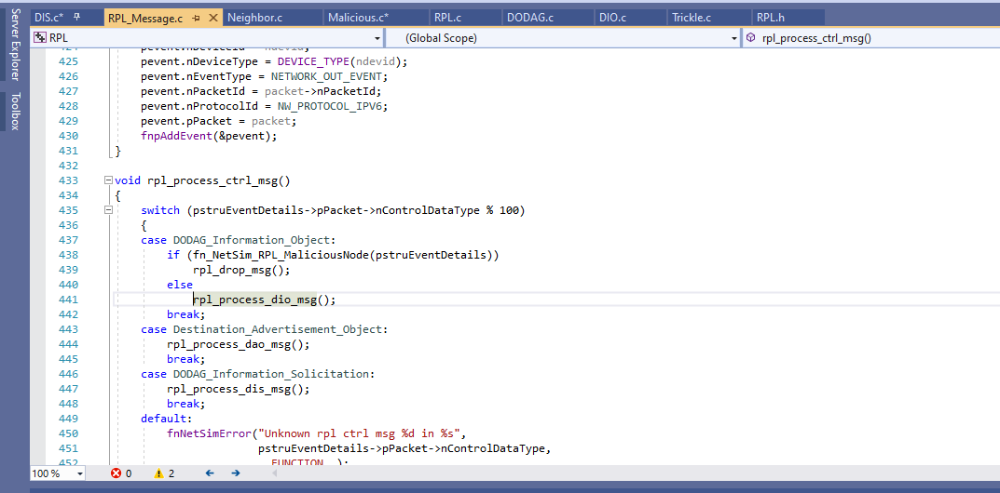 Server Explorer
Toolbox
DIS.c* RPL_Message.c Neighbor.c Malicious.c* RPL.c DODAG.c DIO.c Trickle.c RPL.h
RPL (Global Scope) rpl_process_ctrl_msg()
425 pevent.nDeviceType = DEVICE_TYPE(ndevid);
426 pevent.nEventType = NETWORK_OUT_EVENT;
427 pevent.nPacketId = packet->nPacketId;
428 pevent.nProtocolId = NW_PROTOCOL_IPV6;
429 pevent.pPacket = packet;
430 fnpAddEvent(&pevent);
431 }
432
433 void rpl_process_ctrl_msg()
434 {
435 switch (pstruEventDetails->pPacket->nControlDataType % 100)
436 {
437 case DODAG_Information_Object:
438 if (fn_NetSim_RPL_MaliciousNode(pstruEventDetails))
439 rpl_drop_msg();
440 else
441 rpl_process_dio_msg();
442 break;
443 case Destination_Advertisement_Object:
444 rpl_process_dao_msg();
445 break;
446 case DODAG_Information_Solicitation:
447 rpl_process_dis_msg();
448 break;
449 default:
450 fnNetSimError("Unknown rpl ctrl msg %d in %s",
451 pstruEventDetails->pPacket->nControlDataType,
452 FUNCTION );
100 % 0 2